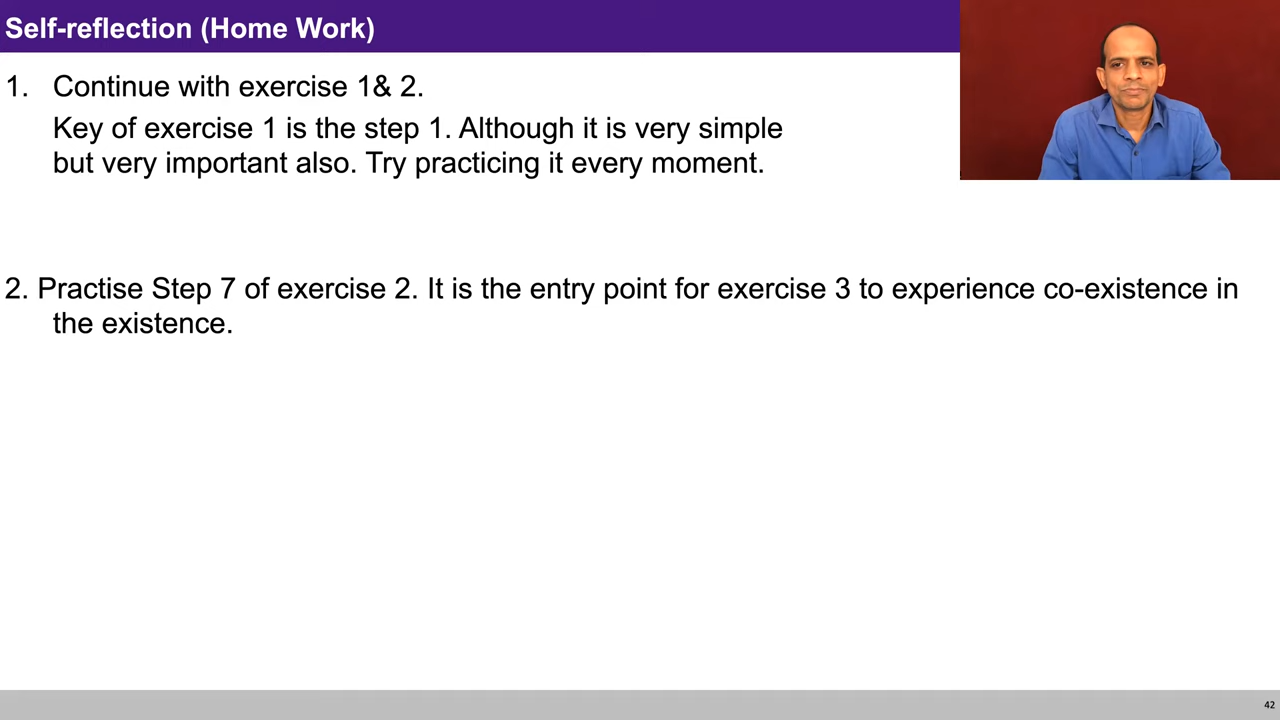 Self-reflection (Home Work)
1. Continue with exercise 1& 2.
Key of exercise 1 is the step 1. Although it is very simple
but very important also. Try practicing it every moment.
2. Practise Step 7 of exercise 2. It is the entry point for exercise 3 to experience co-existence in
the existence.
42